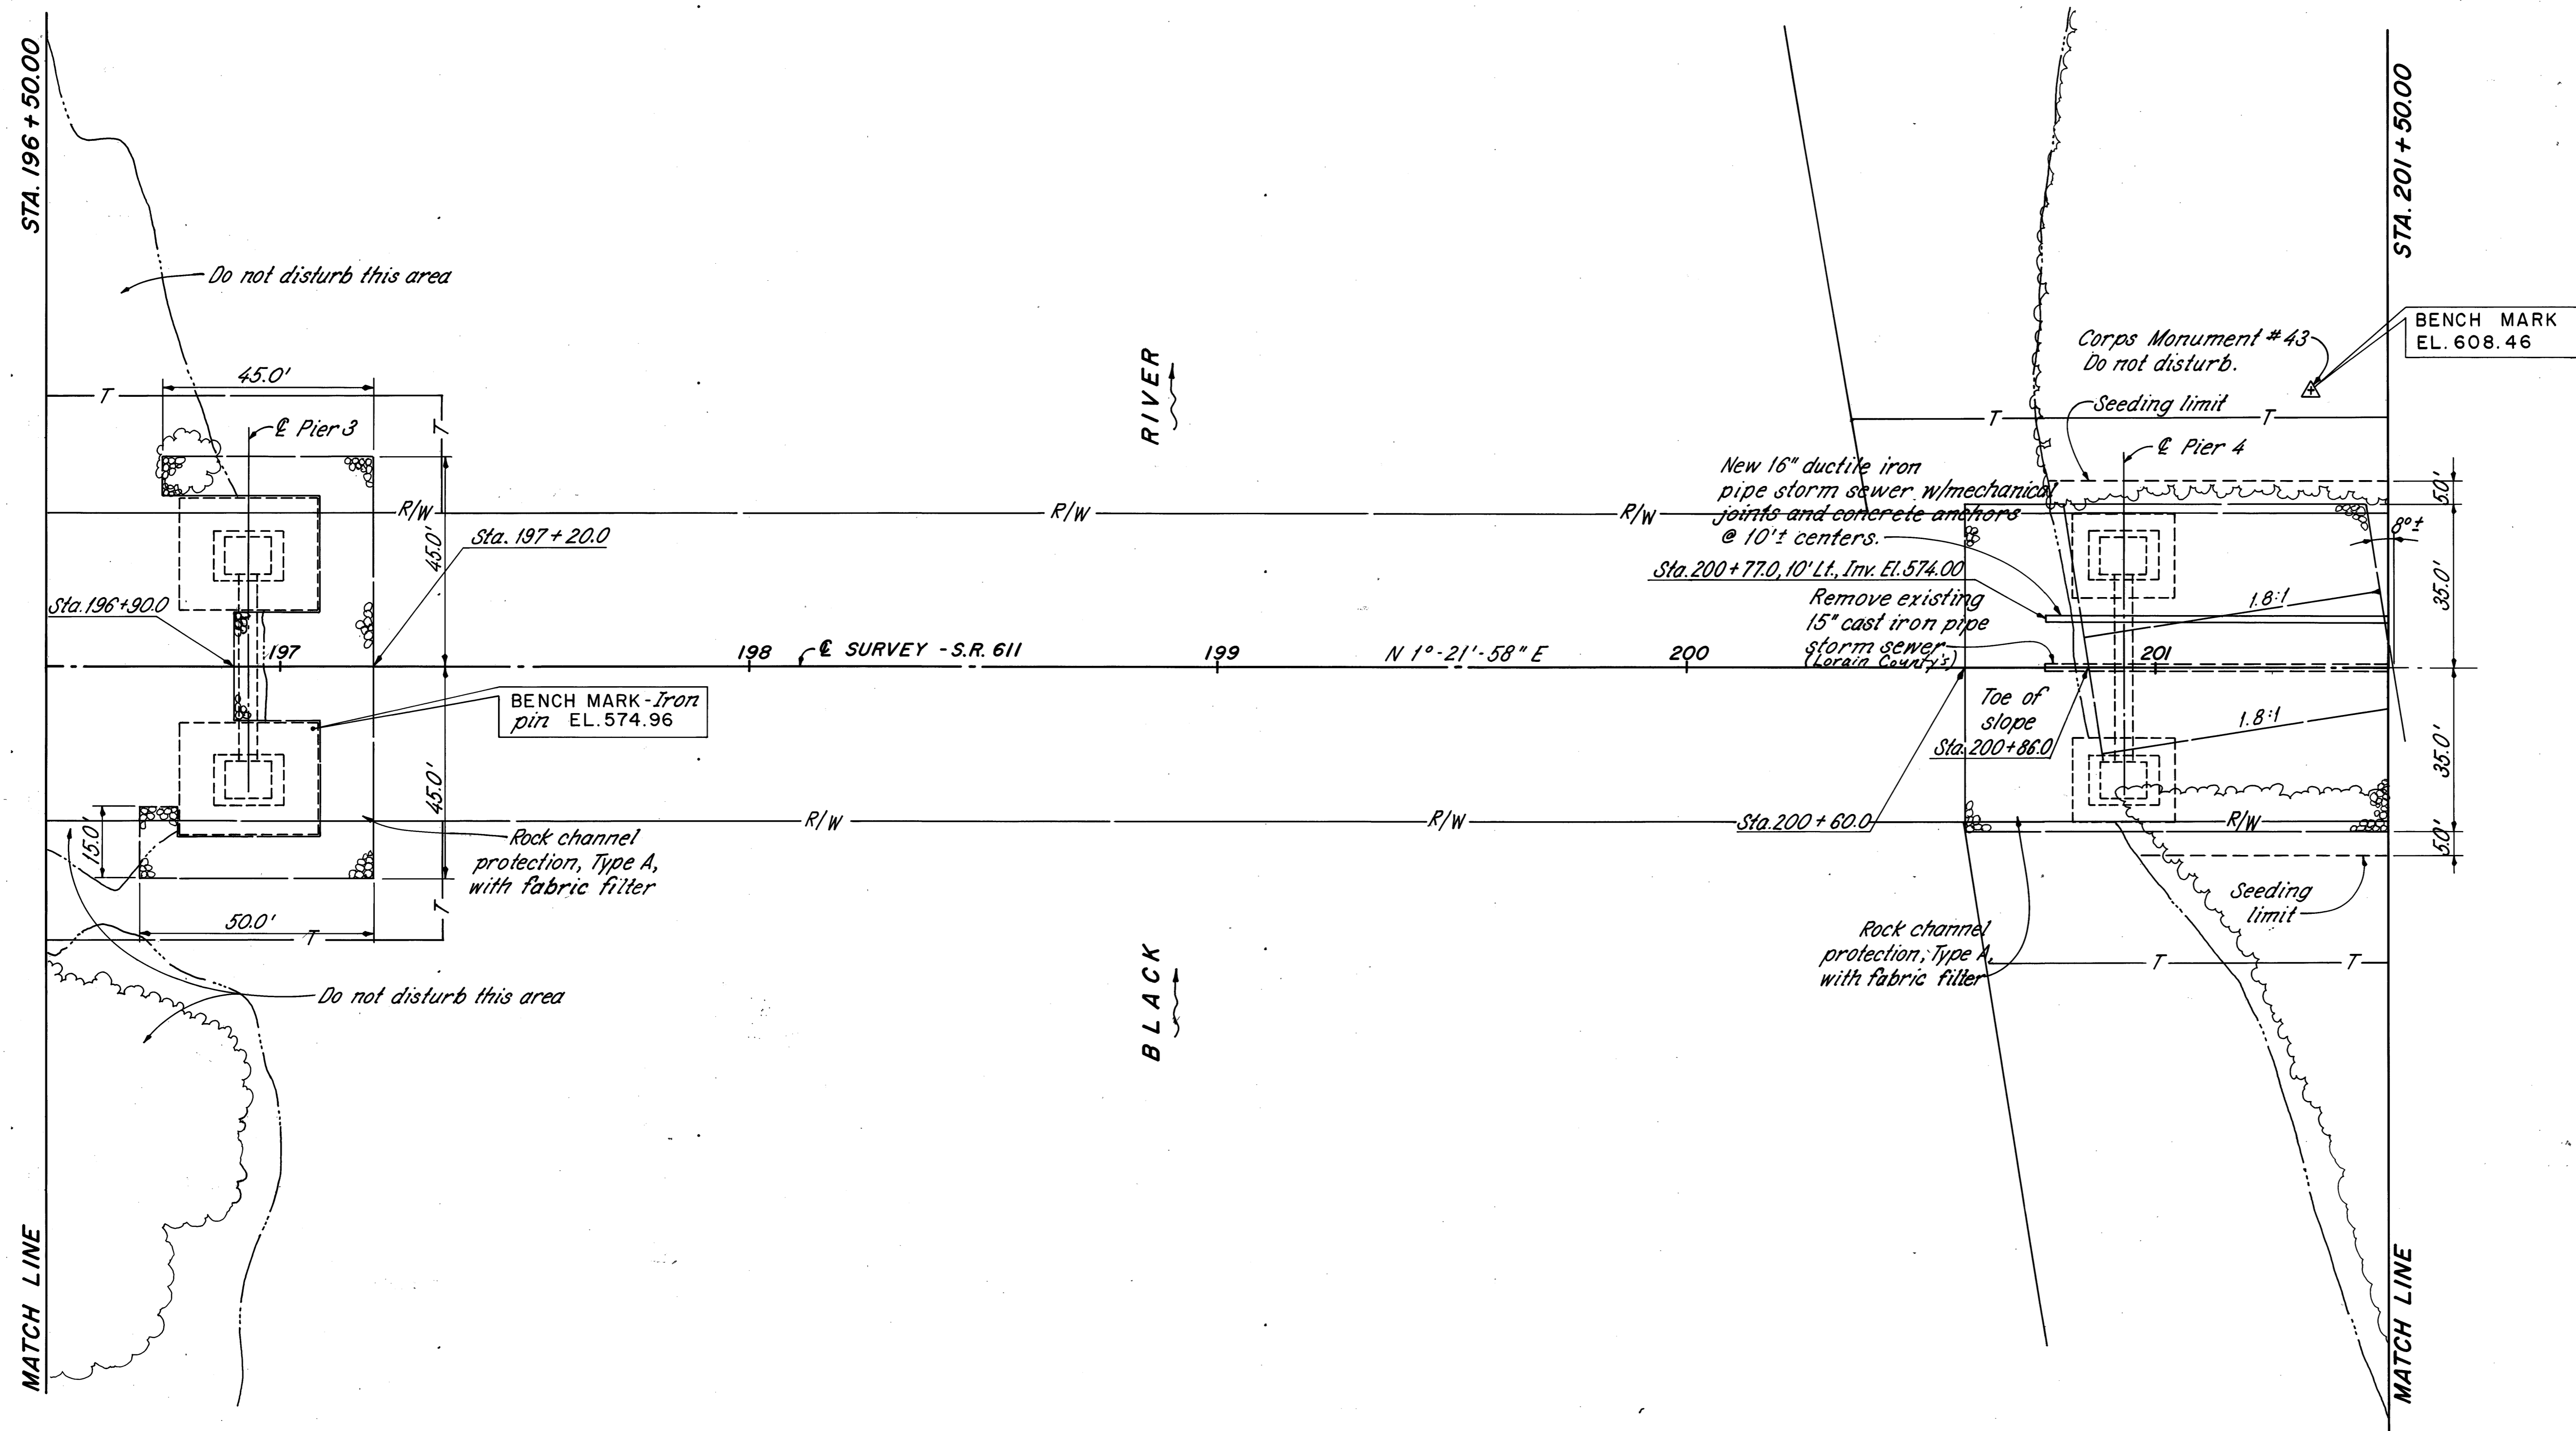 STA. 196 + 50.00
MATCH LINE
Do not disturb this area
45.0'
T
T
℄ Pier 3
R/W
45.0'
Sta. 197 + 20.0
Sta. 196+90.0
197
BENCH MARK-Iron
pin EL. 574.96
15.0'
45.0'
Rock channel
protection, Type A,
with fabric filter
50.0'
T
T
Do not disturb this area
198
℄ SURVEY - S.R. 611
199
N 1°-21'-58" E
200
201
RIVER
BLACK
R/W
R/W
R/W
R/W
New 16" ductile iron
pipe storm sewer w/mechanical
joints and concrete anchors
@ 10'± centers.
Sta. 200 + 77.0, 10' Lt., Inv. El. 574.00
Remove existing
15" cast iron pipe
storm sewer
(Lorain County's)
Toe of
slope
Sta. 200 + 86.0
Sta. 200 + 60.0
Rock channel
protection, Type A,
with fabric filter
Corps Monument #43
Do not disturb.
BENCH MARK
EL. 608.46
Seeding limit
T
T
℄ Pier 4
5.0'
8°±
35.0'
1.8:1
1.8:1
35.0'
R/W
5.0'
Seeding
limit
T
T
STA. 201 + 50.00
MATCH LINE